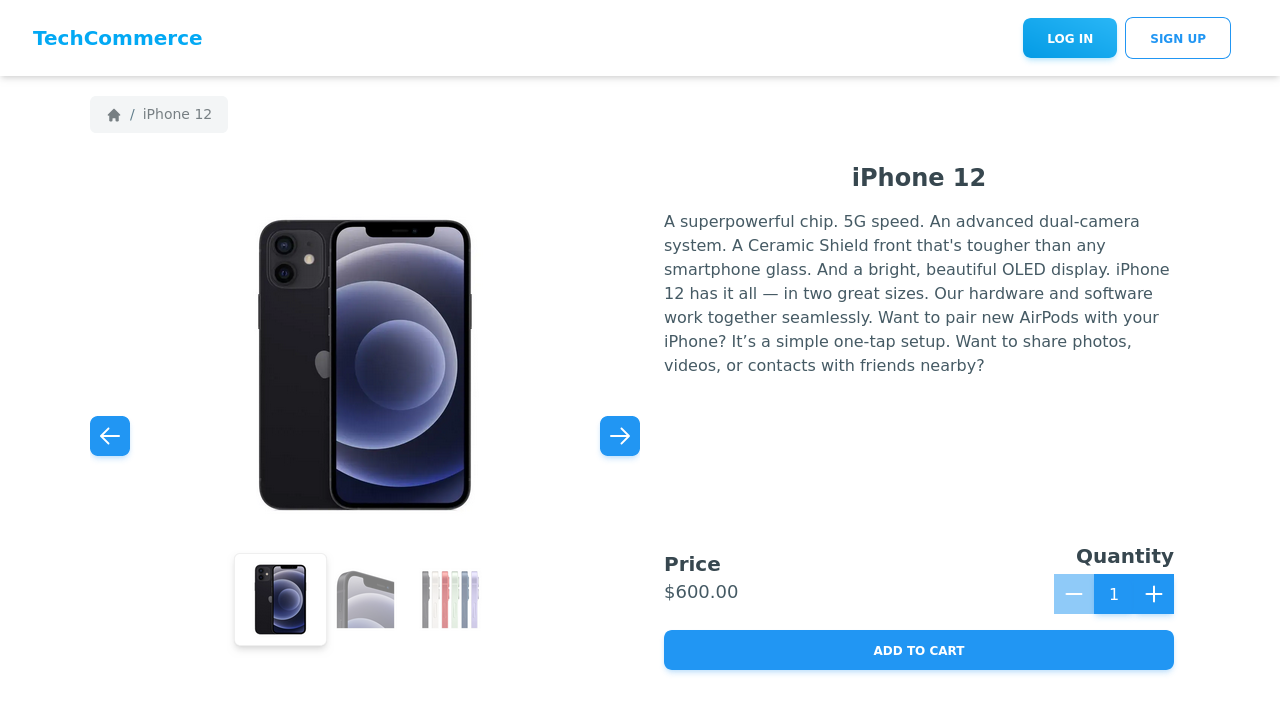 TechCommerce
LOG IN
SIGN UP
/ iPhone 12
iPhone 12
A superpowerful chip. 5G speed. An advanced dual-camera
system. A Ceramic Shield front that's tougher than any
smartphone glass. And a bright, beautiful OLED display. iPhone
12 has it all — in two great sizes. Our hardware and software
work together seamlessly. Want to pair new AirPods with your
iPhone? It’s a simple one-tap setup. Want to share photos,
videos, or contacts with friends nearby?
Price
$600.00
Quantity
1
ADD TO CART